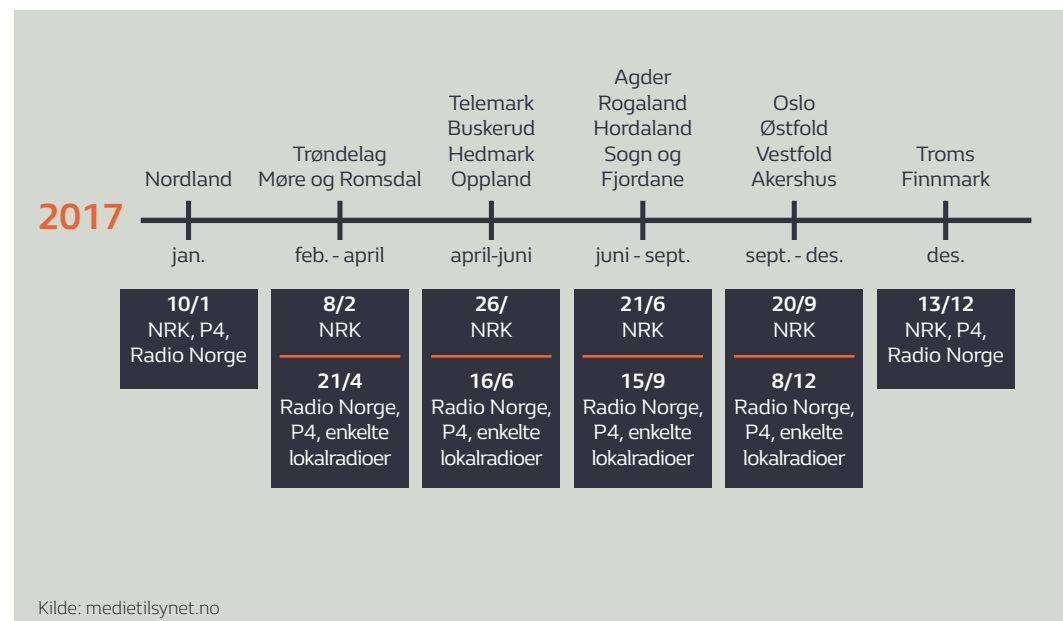 Nordland
Trøndelag
Møre og Romsdal
Telemark
Buskerud
Hedmark
Oppland
Agder
Rogaland
Hordaland
Sogn og
Fjordane
Oslo
Østfold
Vestfold
Akershus
Troms
Finnmark
2017
jan.
feb. - april
april-juni
juni - sept.
sept. - des.
des.
10/1
NRK, P4,
Radio Norge
8/2
NRK
21/4
Radio Norge,
P4, enkelte
lokalradioer
26/
NRK
16/6
Radio Norge,
P4, enkelte
lokalradioer
21/6
NRK
15/9
Radio Norge,
P4, enkelte
lokalradioer
20/9
NRK
8/12
Radio Norge,
P4, enkelte
lokalradioer
13/12
NRK, P4,
Radio Norge
Kilde: medietilsynet.no